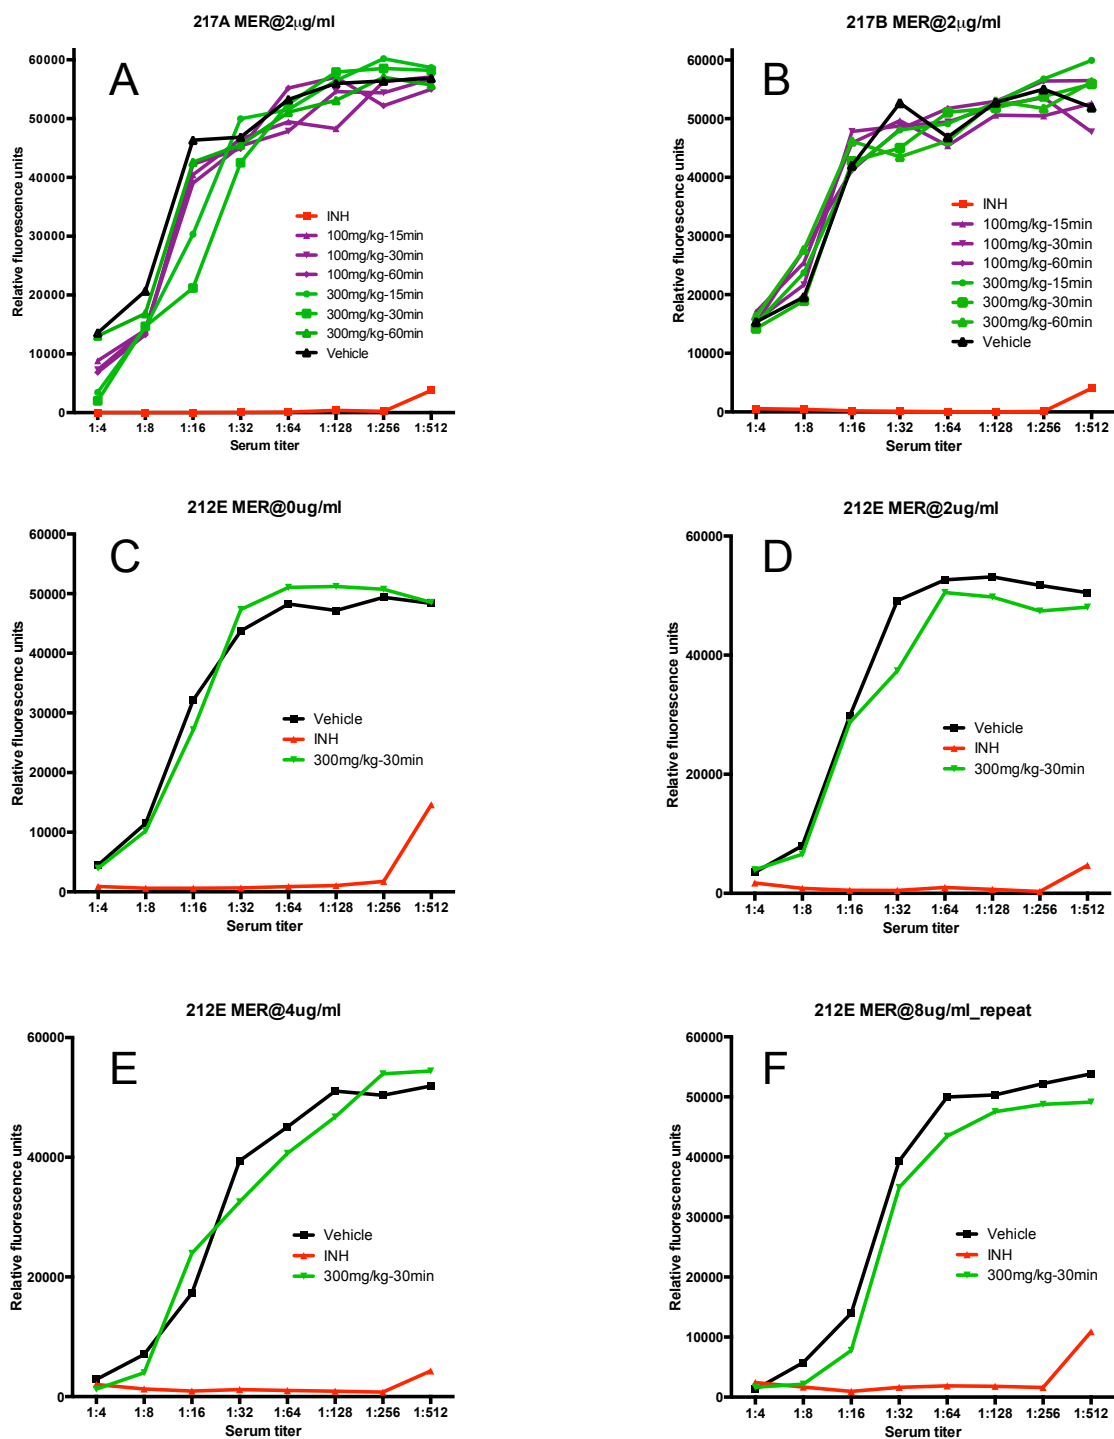 217A MER@2µg/ml
A
Relative fluorescence units
60000
50000
40000
30000
20000
10000
0
INH
100mg/kg-15min
100mg/kg-30min
100mg/kg-60min
300mg/kg-15min
300mg/kg-30min
300mg/kg-60min
Vehicle
1:4 1:8 1:16 1:32 1:64 1:128 1:256 1:512
Serum titer
217B MER@2µg/ml
B
Relative fluorescence units
60000
50000
40000
30000
20000
10000
0
INH
100mg/kg-15min
100mg/kg-30min
100mg/kg-60min
300mg/kg-15min
300mg/kg-30min
300mg/kg-60min
Vehicle
1:4 1:8 1:16 1:32 1:64 1:128 1:256 1:512
Serum titer
212E MER@0ug/ml
C
Relative fluorescence units
60000
50000
40000
30000
20000
10000
0
Vehicle
INH
300mg/kg-30min
1:4 1:8 1:16 1:32 1:64 1:128 1:256 1:512
Serum titer
212E MER@2ug/ml
D
Relative fluorescence units
60000
40000
20000
0
Vehicle
INH
300mg/kg-30min
1:4 1:8 1:16 1:32 1:64 1:128 1:256 1:512
Serum titer
212E MER@4ug/ml
E
Relative fluorescence units
60000
40000
20000
0
Vehicle
INH
300mg/kg-30min
1:4 1:8 1:16 1:32 1:64 1:128 1:256 1:512
Serum titer
212E MER@8ug/ml_repeat
F
Relative fluorescence units
60000
50000
40000
30000
20000
10000
0
Vehicle
INH
300mg/kg-30min
1:4 1:8 1:16 1:32 1:64 1:128 1:256 1:512
Serum titer